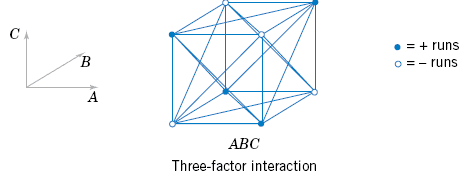 C
B
A
= + runs
= – runs
ABC
Three-factor interaction